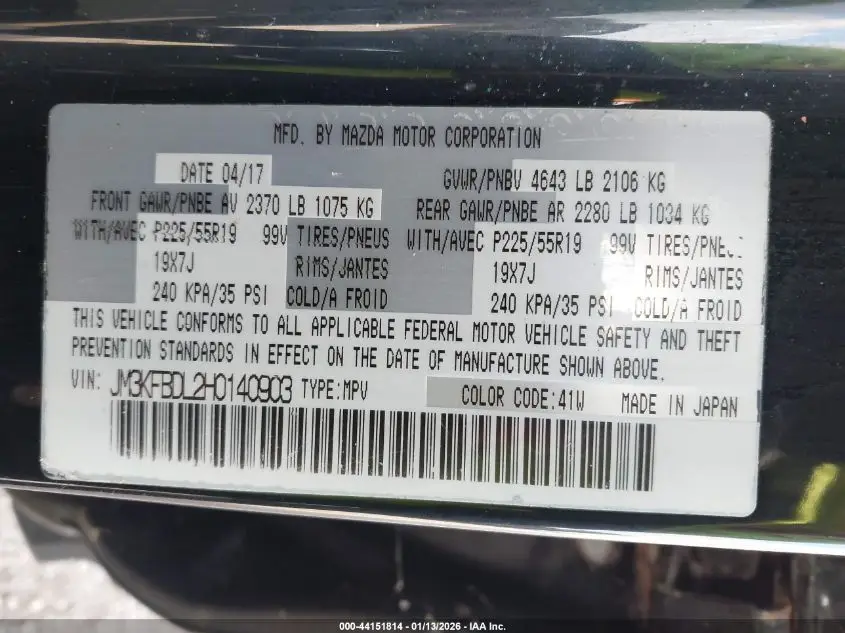 MFD. BY MAZDA MOTOR CORPORATION
DATE 04/17 GVWR/PNBV 4643 LB 2106 KG
FRONT GAWR/PNBE AV 2370 LB 1075 KG REAR GAWR/PNBE AR 2280 LB 1034 KG
WITH/AVEC P225/55R19 99V TIRES/PNEUS WITH/AVEC P225/55R19 99V TIRES/PNEUS
19X7J RIMS/JANTES 19X7J RIMS/JANTES
240 KPA/35 PSI COLD/A FROID 240 KPA/35 PSI COLD/A FROID
THIS VEHICLE CONFORMS TO ALL APPLICABLE FEDERAL MOTOR VEHICLE SAFETY AND THEFT
PREVENTION STANDARDS IN EFFECT ON THE DATE OF MANUFACTURE SHOWN ABOVE.
VIN: JM3KFBDL2H0140903 TYPE:MPV COLOR CODE:41W MADE IN JAPAN
000-44151814 - 01/13/2026 - IAA Inc.